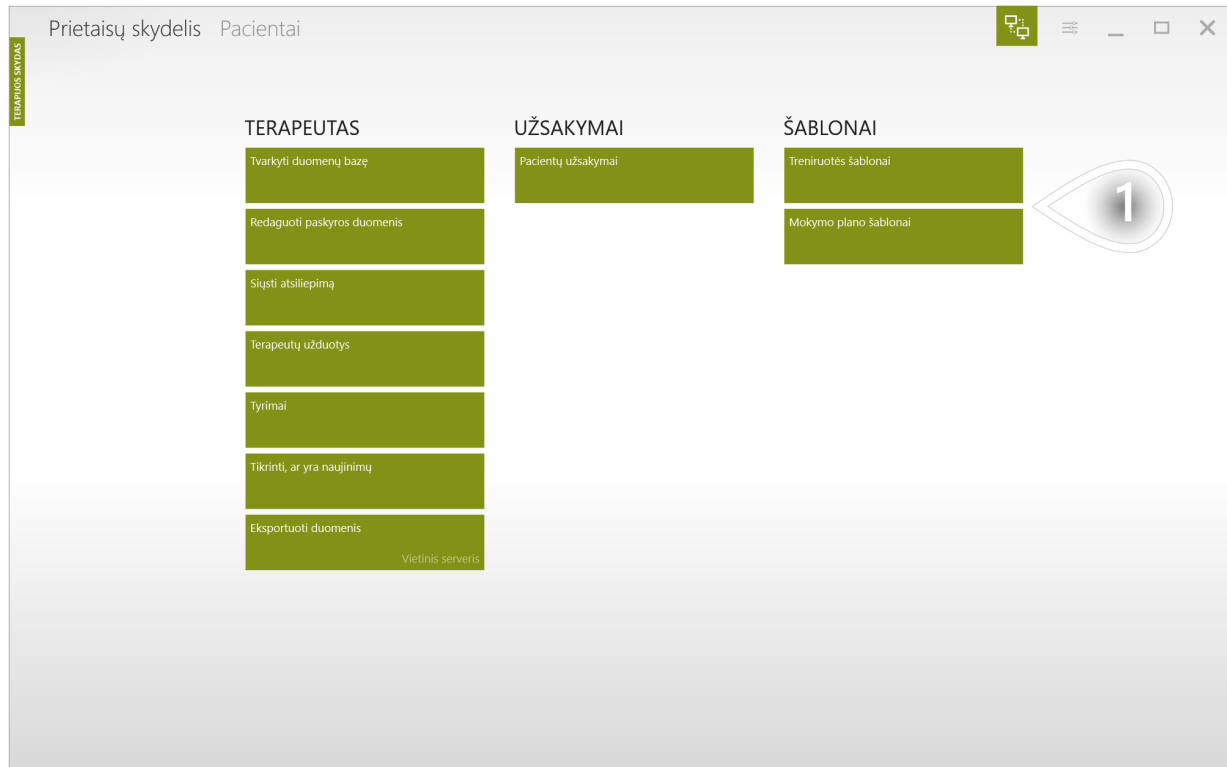 Prietaisų skydelis Pacientai
TERAPIJOS SKYDAS
TERAPEUTAS
Tvarkyti duomenų bazę
Redaguoti paskyros duomenis
Siųsti atsiliepimą
Terapeutų užduotys
Tyrimai
Tikrinti, ar yra naujinimų
Eksportuoti duomenis
Vietinis serveris
UŽSAKYMAI
Pacientų užsakymai
ŠABLONAI
Treniruotės šablonai
Mokymo plano šablonai
1